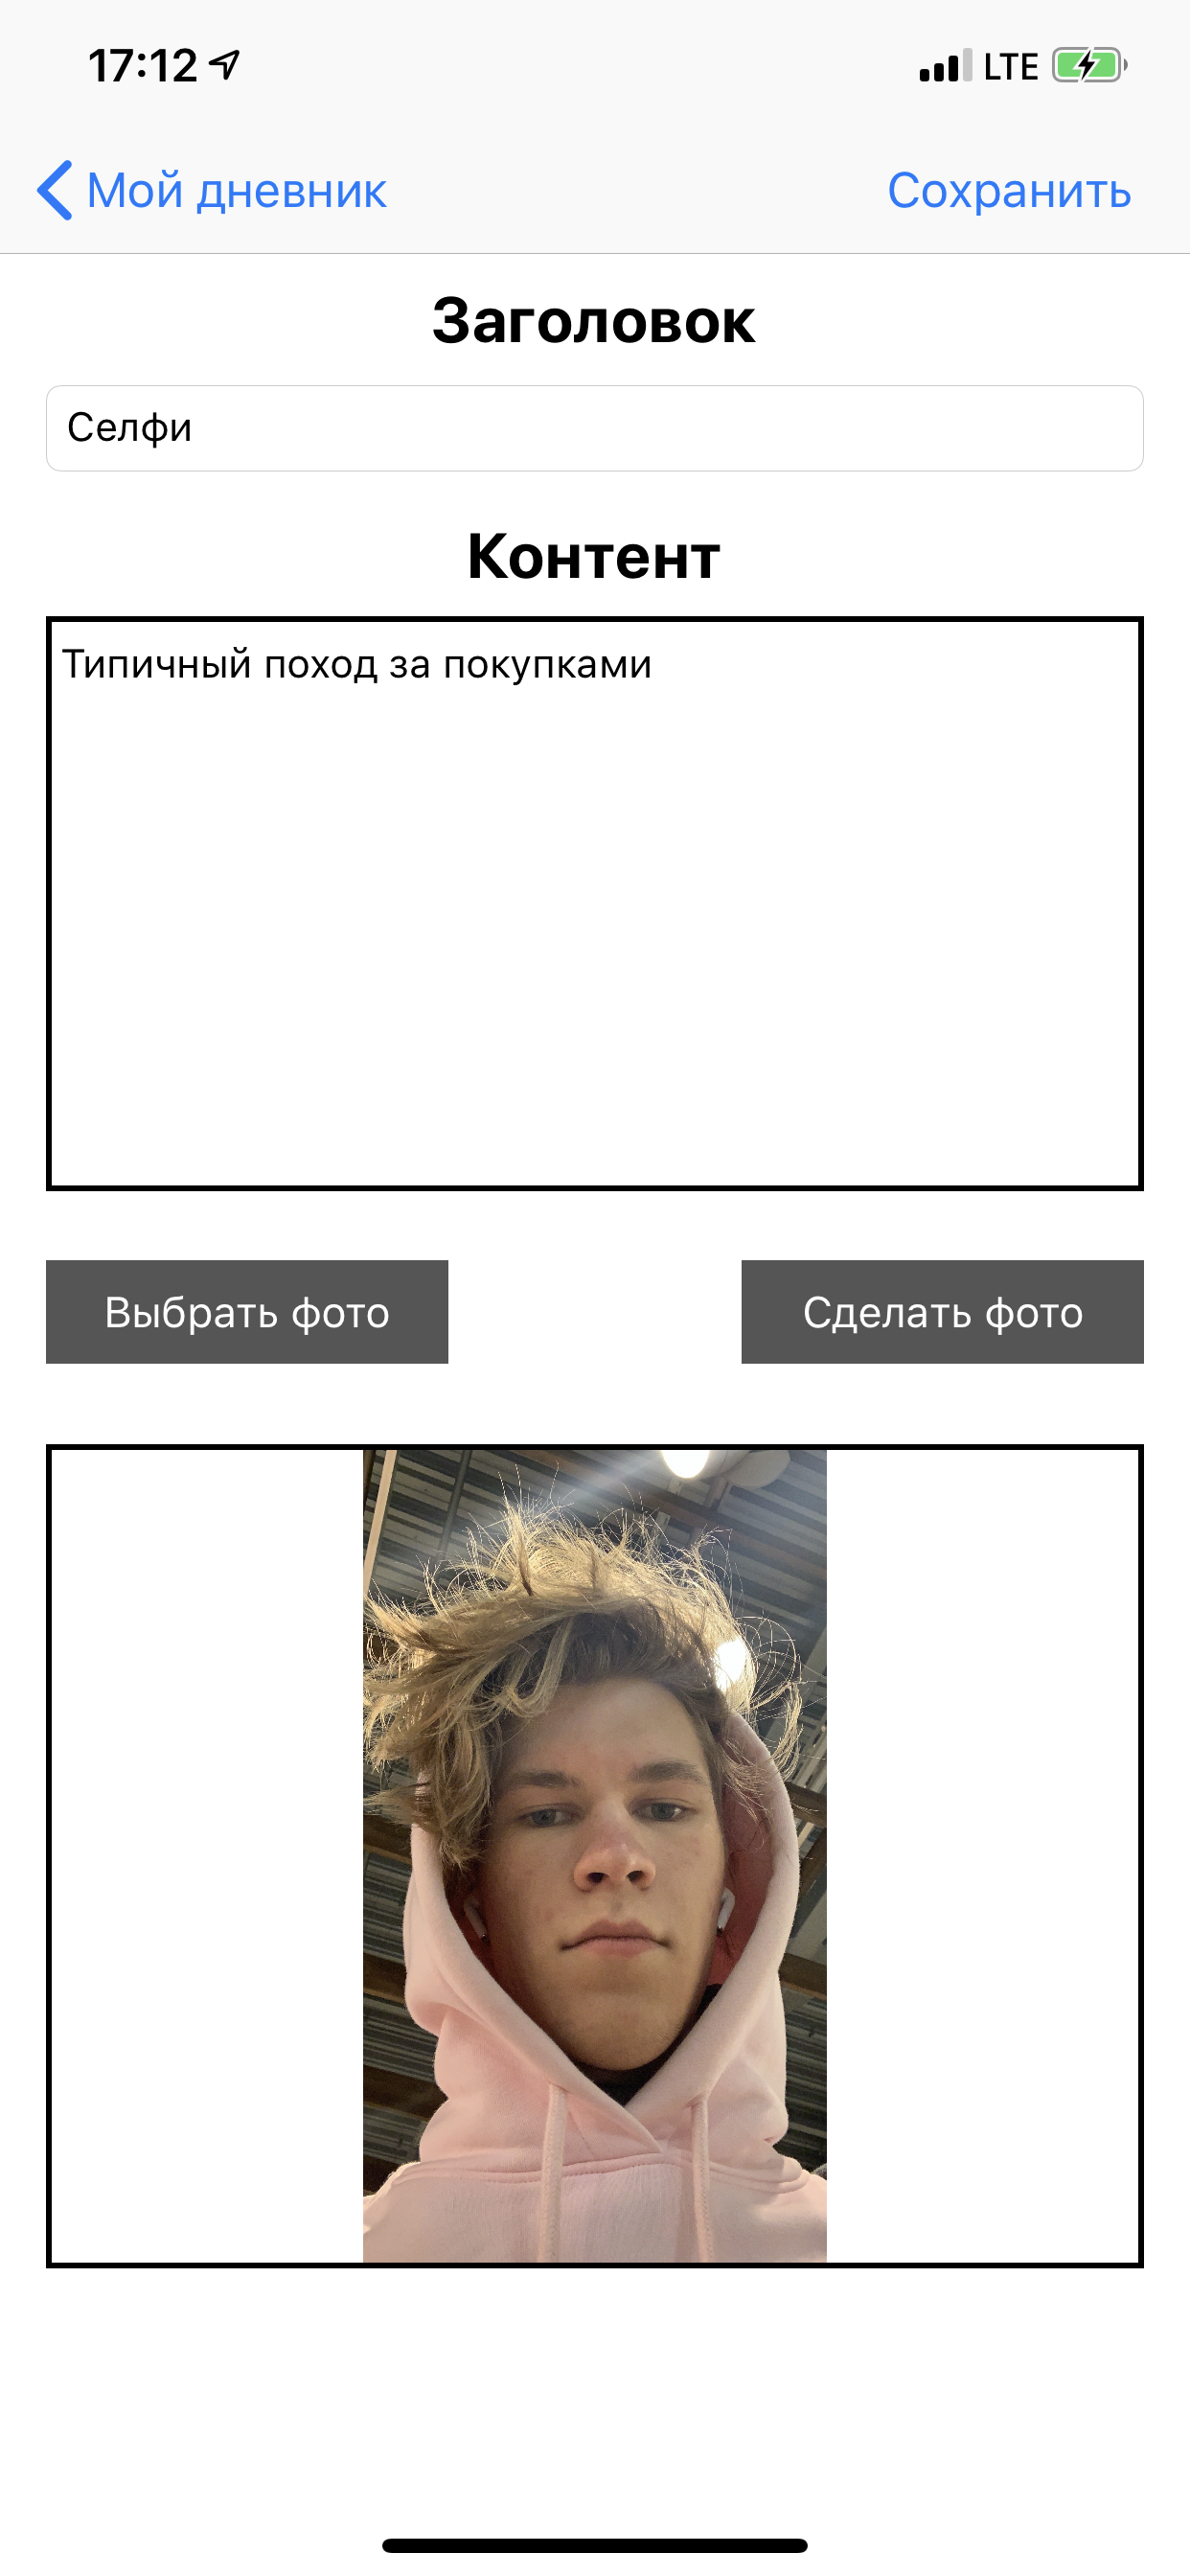 17:12 LTE
Мой дневник Сохранить
Заголовок
Селфи
Контент
Типичный поход за покупками
Выбрать фото Сделать фото